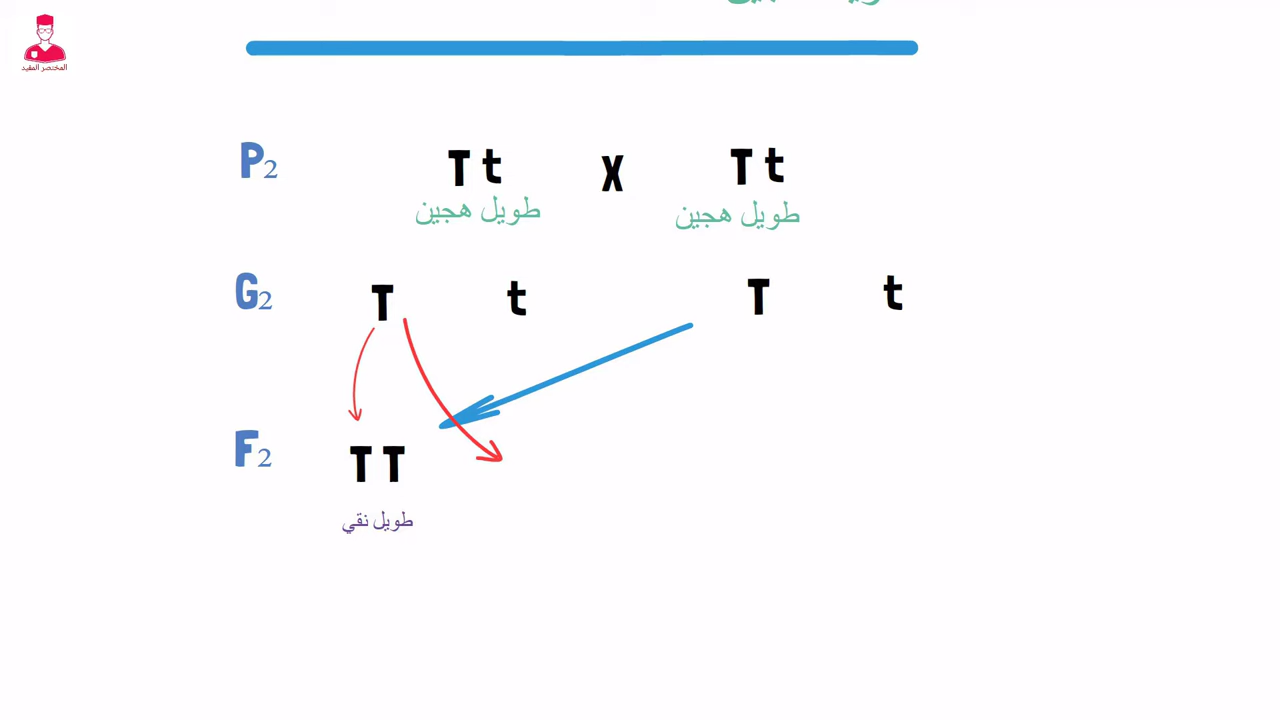 المختصر المفيد
P2 Tt X Tt
طويل هجين طويل هجين
G2 T t T t
F2 TT
طويل نقي